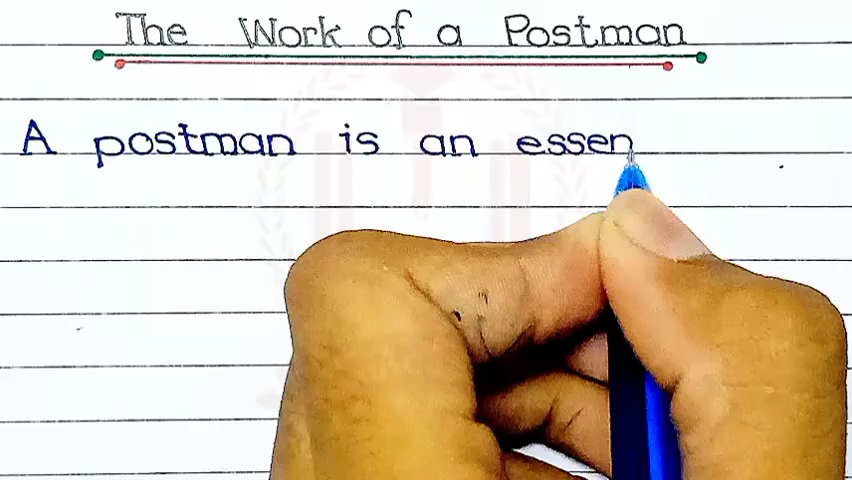 The Work of a Postman
A postman is an essen